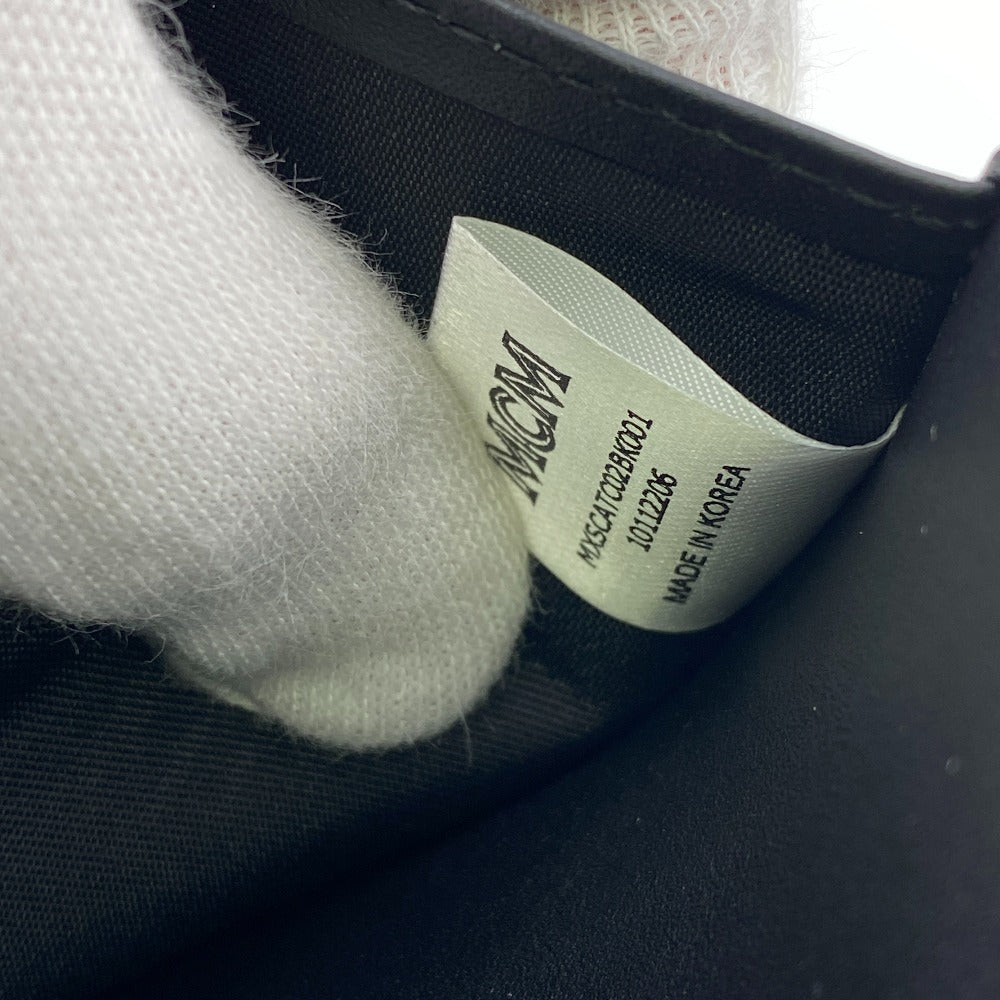 MCM
MXSCATC02BK001
10112206
MADE IN KOREA